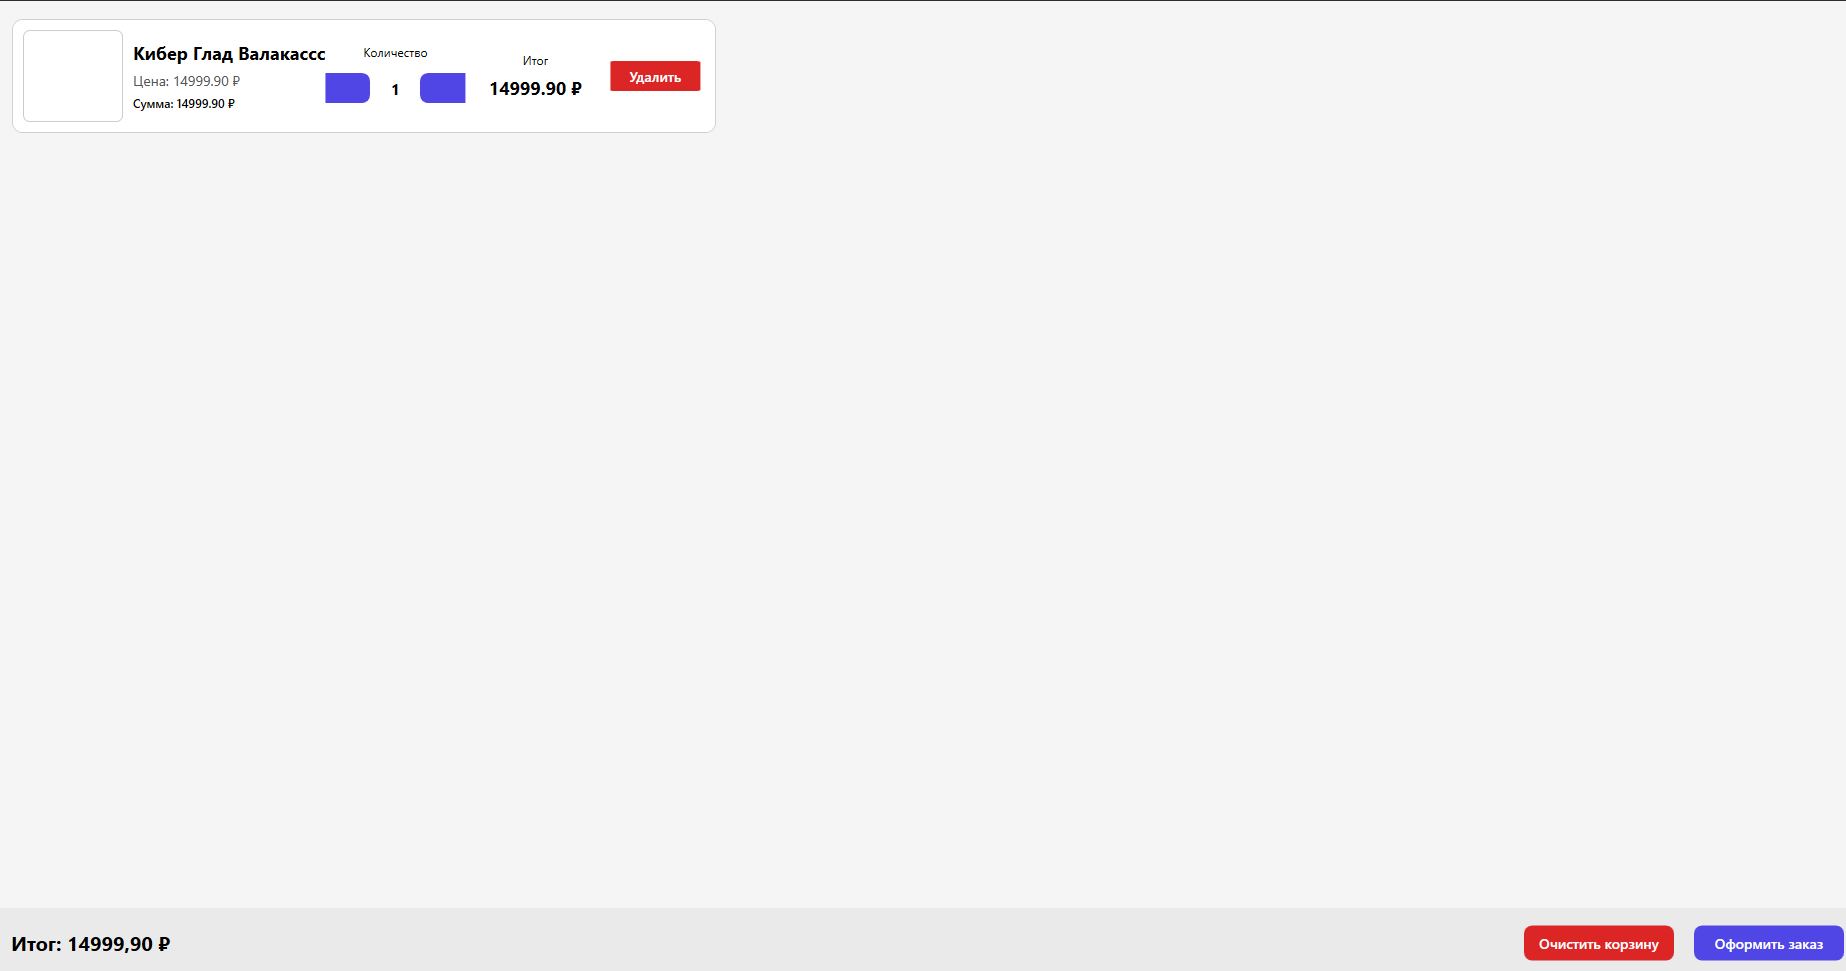 Кибер Глад Валакассс
Цена: 14999.90 ₽
Сумма: 14999.90 ₽
Количество
1
Итог
14999.90 ₽
Удалить
Итог: 14999,90 ₽
Очистить корзину
Оформить заказ